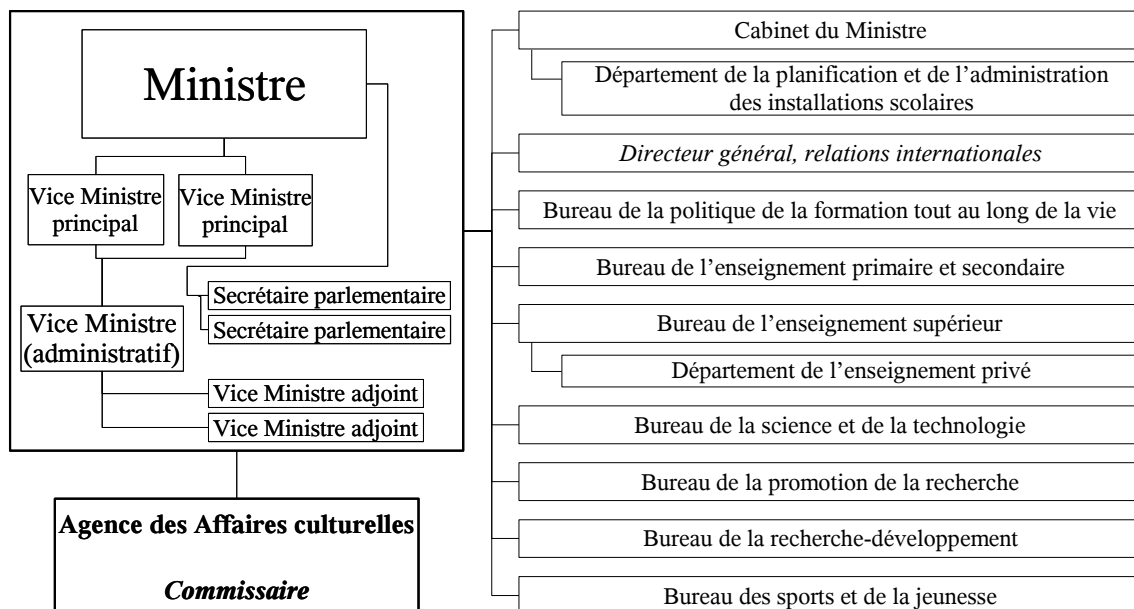 Ministre
Vice Ministre
principal
Vice Ministre
principal
Secrétaire parlementaire
Secrétaire parlementaire
Vice Ministre
(administratif)
Vice Ministre adjoint
Vice Ministre adjoint
Agence des Affaires culturelles
Commissaire
Cabinet du Ministre
Département de la planification et de l’administration
des installations scolaires
Directeur général, relations internationales
Bureau de la politique de la formation tout au long de la vie
Bureau de l’enseignement primaire et secondaire
Bureau de l’enseignement supérieur
Département de l’enseignement privé
Bureau de la science et de la technologie
Bureau de la promotion de la recherche
Bureau de la recherche-développement
Bureau des sports et de la jeunesse